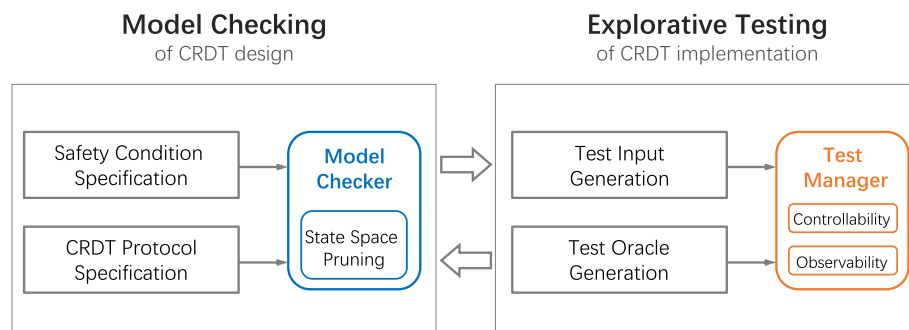 Model Checking
of CRDT design
Safety Condition
Specification
CRDT Protocol
Specification
Model
Checker
State Space
Pruning
Explorative Testing
of CRDT implementation
Test Input
Generation
Test Oracle
Generation
Test
Manager
Controllability
Observability